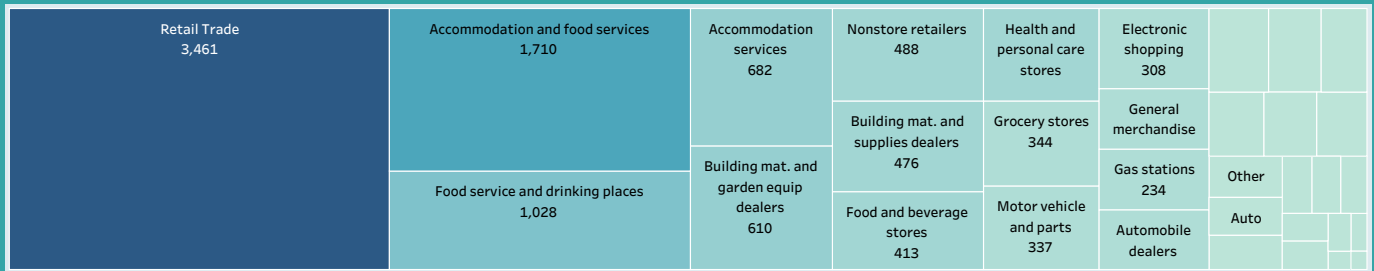 Retail Trade
3,461
Accommodation and food services
1,710
Food service and drinking places
1,028
Accommodation
services
682
Building mat. and
garden equip
dealers
610
Nonstore retailers
488
Building mat. and
supplies dealers
476
Food and beverage
stores
413
Health and
personal care
stores
Grocery stores
344
Motor vehicle
and parts
337
Electronic
shopping
308
General
merchandise
Gas stations
234
Automobile
dealers
Other
Auto